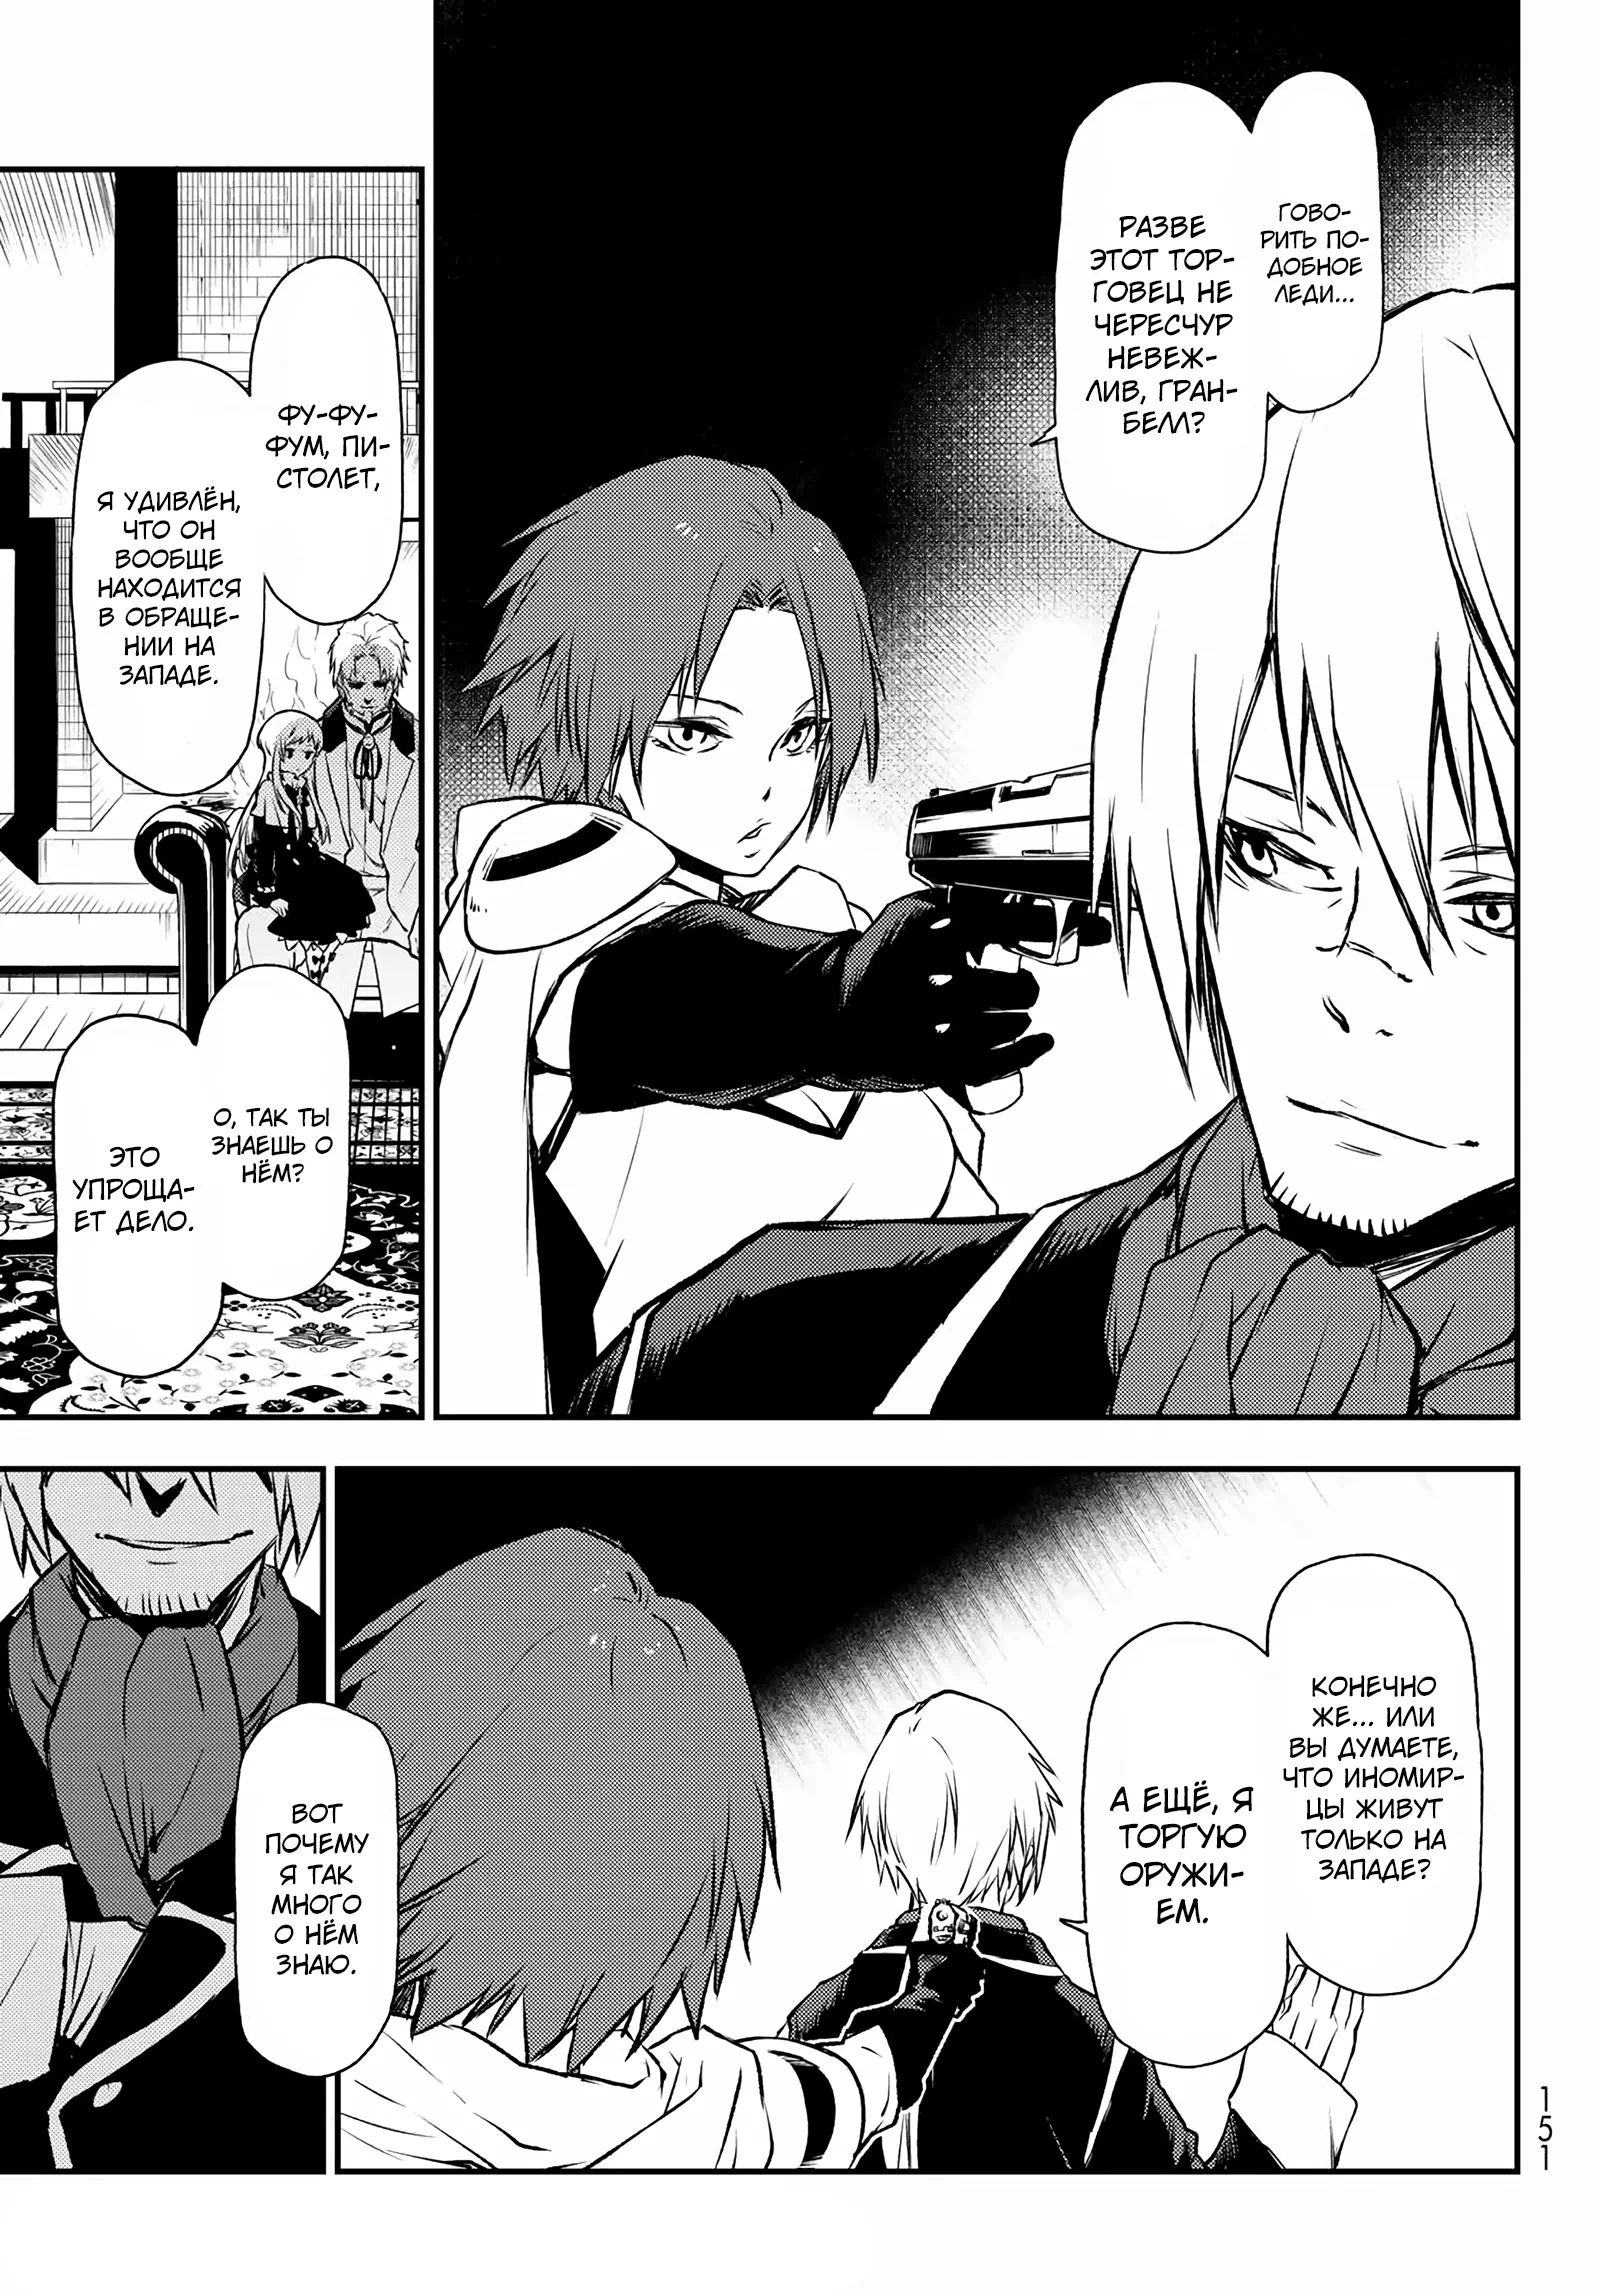 ГОВО-
РИТЬ ПО-
ДОБНОЕ
ЛЕДИ...
РАЗВЕ
ЭТОТ ТОР-
ГОВЕЦ НЕ
ЧЕРЕСЧУР
НЕВЕЖ-
ЛИВ, ГРАН-
БЕЛЛ?
ФУ-ФУ-
ФУМ, ПИ-
СТОЛЕТ,
Я УДИВЛЁН,
ЧТО ОН
ВООБЩЕ
НАХОДИТСЯ
В ОБРАЩЕ-
НИИ НА
ЗАПАДЕ.
О, ТАК ТЫ
ЗНАЕШЬ О
НЁМ?
ЭТО
УПРОЩА-
ЕТ ДЕЛО.
КОНЕЧНО
ЖЕ... ИЛИ
ВЫ ДУМАЕТЕ,
ЧТО ИНОМИР-
ЦЫ ЖИВУТ
ТОЛЬКО НА
ЗАПАДЕ?
А ЕЩЁ, Я
ТОРГУЮ
ОРУЖИ-
ЕМ.
ВОТ
ПОЧЕМУ
Я ТАК
МНОГО
О НЁМ
ЗНАЮ.
151